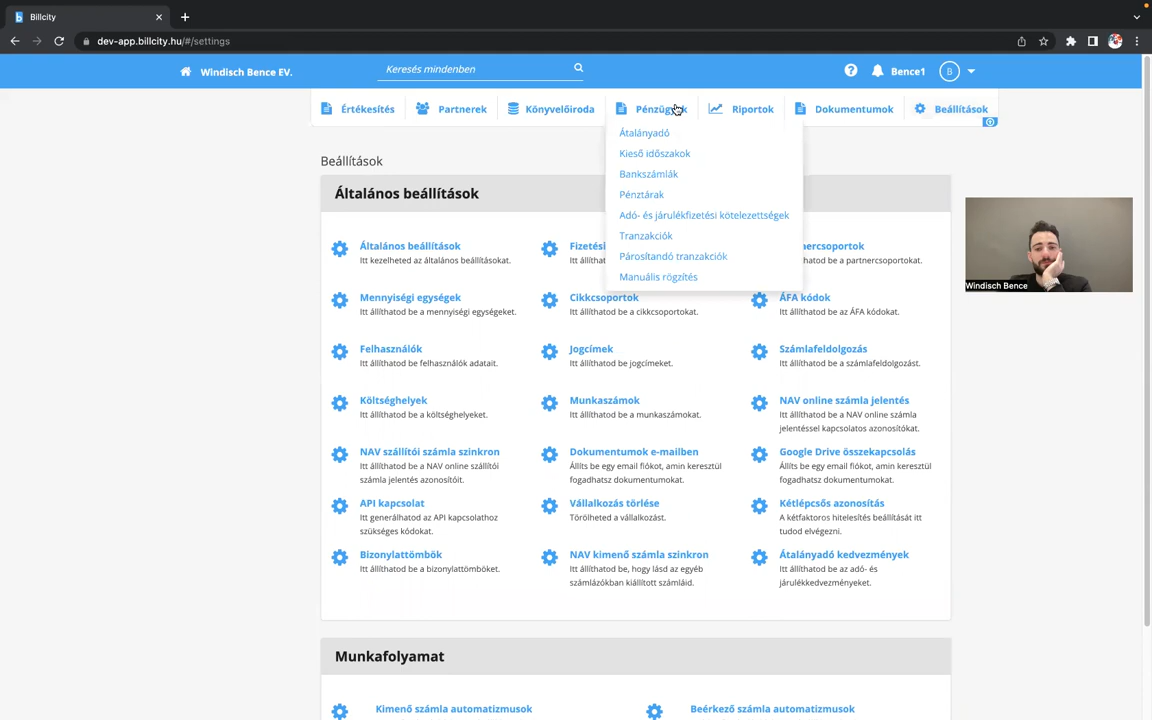 Billcity
dev-app.billcity.hu/#/settings
Windisch Bence EV.
Keresés mindenben
Bence1
B
Értékesítés
Partnerek
Könyvelőiroda
Pénzügyek
Riportok
Dokumentumok
Beállítások
Átalányadó
Kieső időszakok
Bankszámlák
Pénztárak
Adó- és járulékfizetési kötelezettségek
Tranzakciók
Párosítandó tranzakciók
Manuális rögzítés
Beállítások
Általános beállítások
Általános beállítások
Itt kezelheted az általános beállításokat.
Mennyiségi egységek
Itt állíthatod be a mennyiségi egységeket.
Cikkcsoportok
Itt állíthatod be a cikkcsoportokat.
ÁFA kódok
Itt állíthatod be az ÁFA kódokat.
Felhasználók
Itt állíthatod be felhasználók adatait.
Jogcímek
Itt állíthatod be jogcímeket.
Számlafeldolgozás
Itt állíthatod be a számlafeldolgozást.
Költséghelyek
Itt állíthatod be a költséghelyeket.
Munkaszámok
Itt állíthatod be a munkaszámokat.
NAV online számla jelentés
Itt állíthatod be a NAV online számla
jelentéssel kapcsolatos azonosítókat.
NAV szállítói számla szinkron
Itt állíthatod be a NAV online szállítói
számla jelentés azonosítóit.
Dokumentumok e-mailben
Állíts be egy email fiókot, amin keresztül
fogadhatsz dokumentumokat.
Google Drive összekapcsolás
Állíts be egy email fiókot, amin keresztül
fogadhatsz dokumentumokat.
API kapcsolat
Itt generálhatod az API kapcsolathoz
szükséges kódokat.
Vállalkozás törlése
Törölheted a vállalkozást.
Kétlépcsős azonosítás
A kétfaktoros hitelesítés beállítását itt
tudod elvégezni.
Bizonylattömbök
Itt állíthatod be a bizonylattömböket.
NAV kimenő számla szinkron
Itt állíthatod be, hogy lásd az egyéb
számlázókban kiállított számláid.
Átalányadó kedvezmények
Itt állíthatod be az adó- és
járulékkedvezményeket.
Munkafolyamat
Kimenő számla automatizmusok
Beérkező számla automatizmusok
Windisch Bence